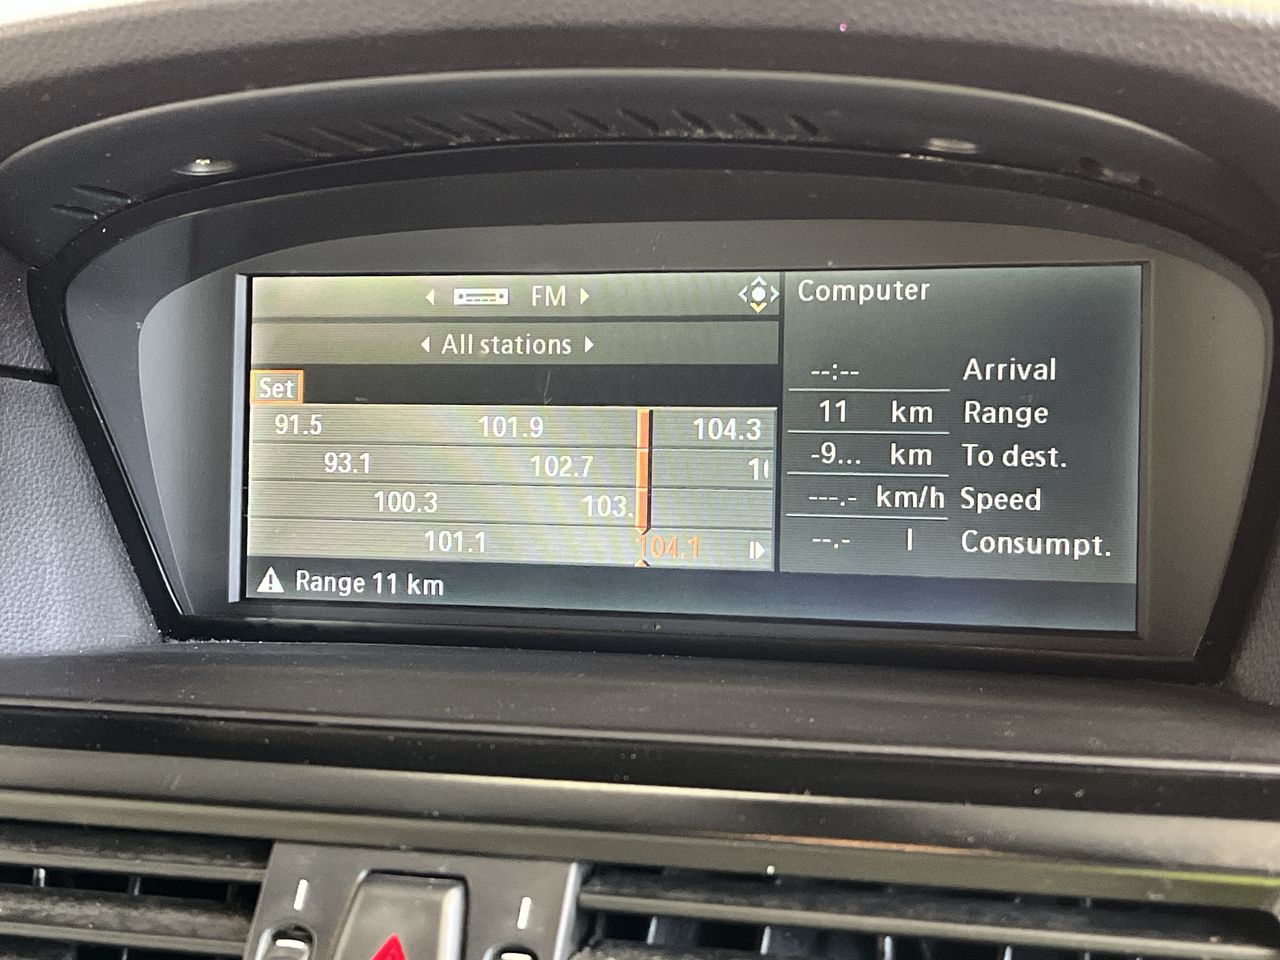 FM
Computer
All stations
Set
91.5 101.9 104.3
93.1 102.7
100.3 103.
101.1 104.1
Range 11 km
--:-- Arrival
11 km Range
-9... km To dest.
---.- km/h Speed
--.- l Consumpt.